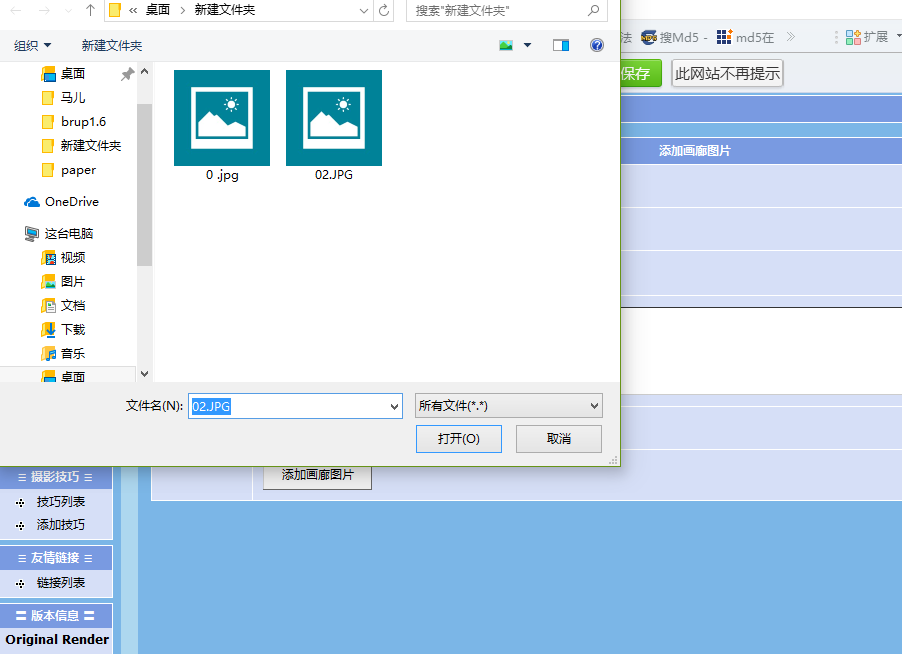 « 桌面 > 新建文件夹
搜索"新建文件夹"
组织 新建文件夹
法 搜Md5 - md5在 » 扩展
保存 此网站不再提示
桌面
马儿
brup1.6
新建文件夹
paper
OneDrive
这台电脑
视频
图片
文档
下载
音乐
桌面
0 .jpg
02.JPG
添加画廊图片
文件名(N): 02.JPG 所有文件(*.*)
打开(O) 取消
添加画廊图片
摄影技巧
技巧列表
添加技巧
友情链接
链接列表
版本信息
Original Render